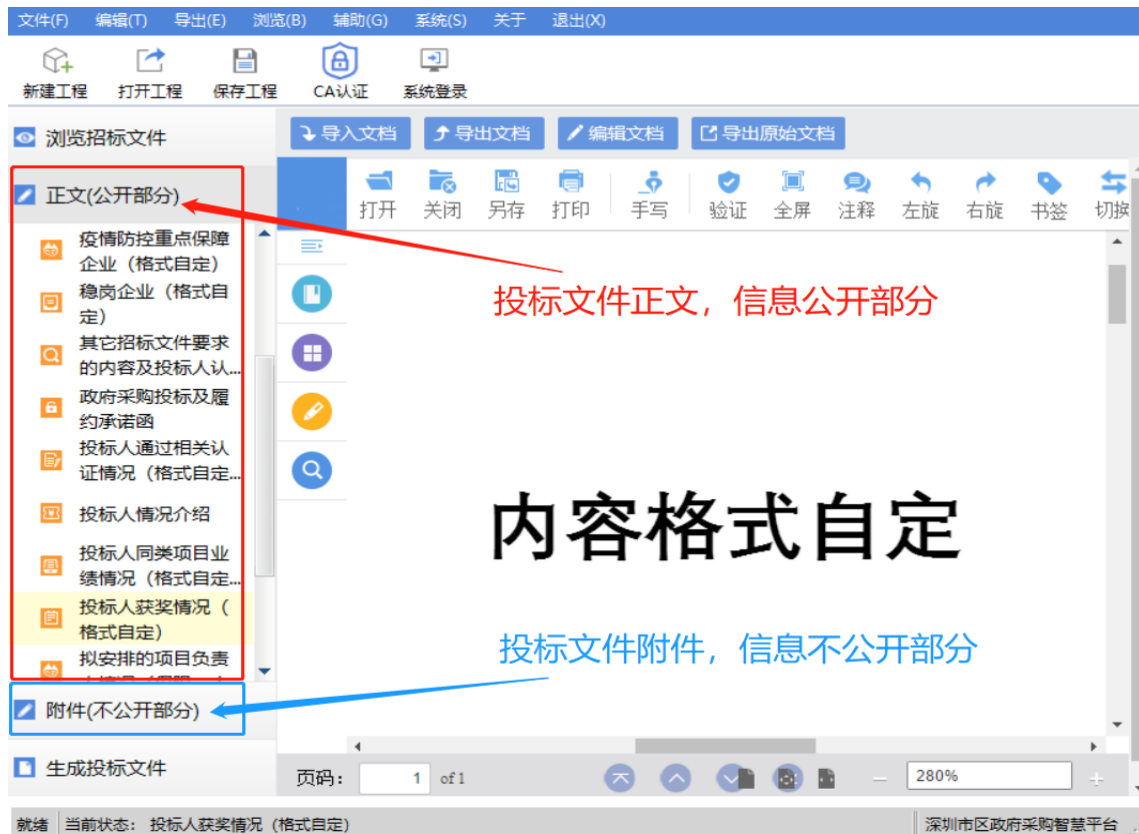 文件(F) 编辑(T) 导出(E) 浏览(B) 辅助(G) 系统(S) 关于 退出(X)
新建工程 打开工程 保存工程 CA认证 系统登录
浏览招标文件
导入文档 导出文档 编辑文档 导出原始文档
正文(公开部分)
打开 关闭 另存 打印 手写 验证 全屏 注释 左旋 右旋 书签 切换
疫情防控重点保障
企业（格式自定）
稳岗企业（格式自
定）
其它招标文件要求
的内容及投标人认...
政府采购投标及履
约承诺函
投标人通过相关认
证情况（格式自定...
投标人情况介绍
投标人同类项目业
绩情况（格式自定...
投标人获奖情况（
格式自定）
拟安排的项目负责
投标文件正文，信息公开部分
内容格式自定
投标文件附件，信息不公开部分
附件(不公开部分)
生成投标文件
页码: 1 of 1 280%
就绪 当前状态: 投标人获奖情况（格式自定） 深圳市区政府采购智慧平台